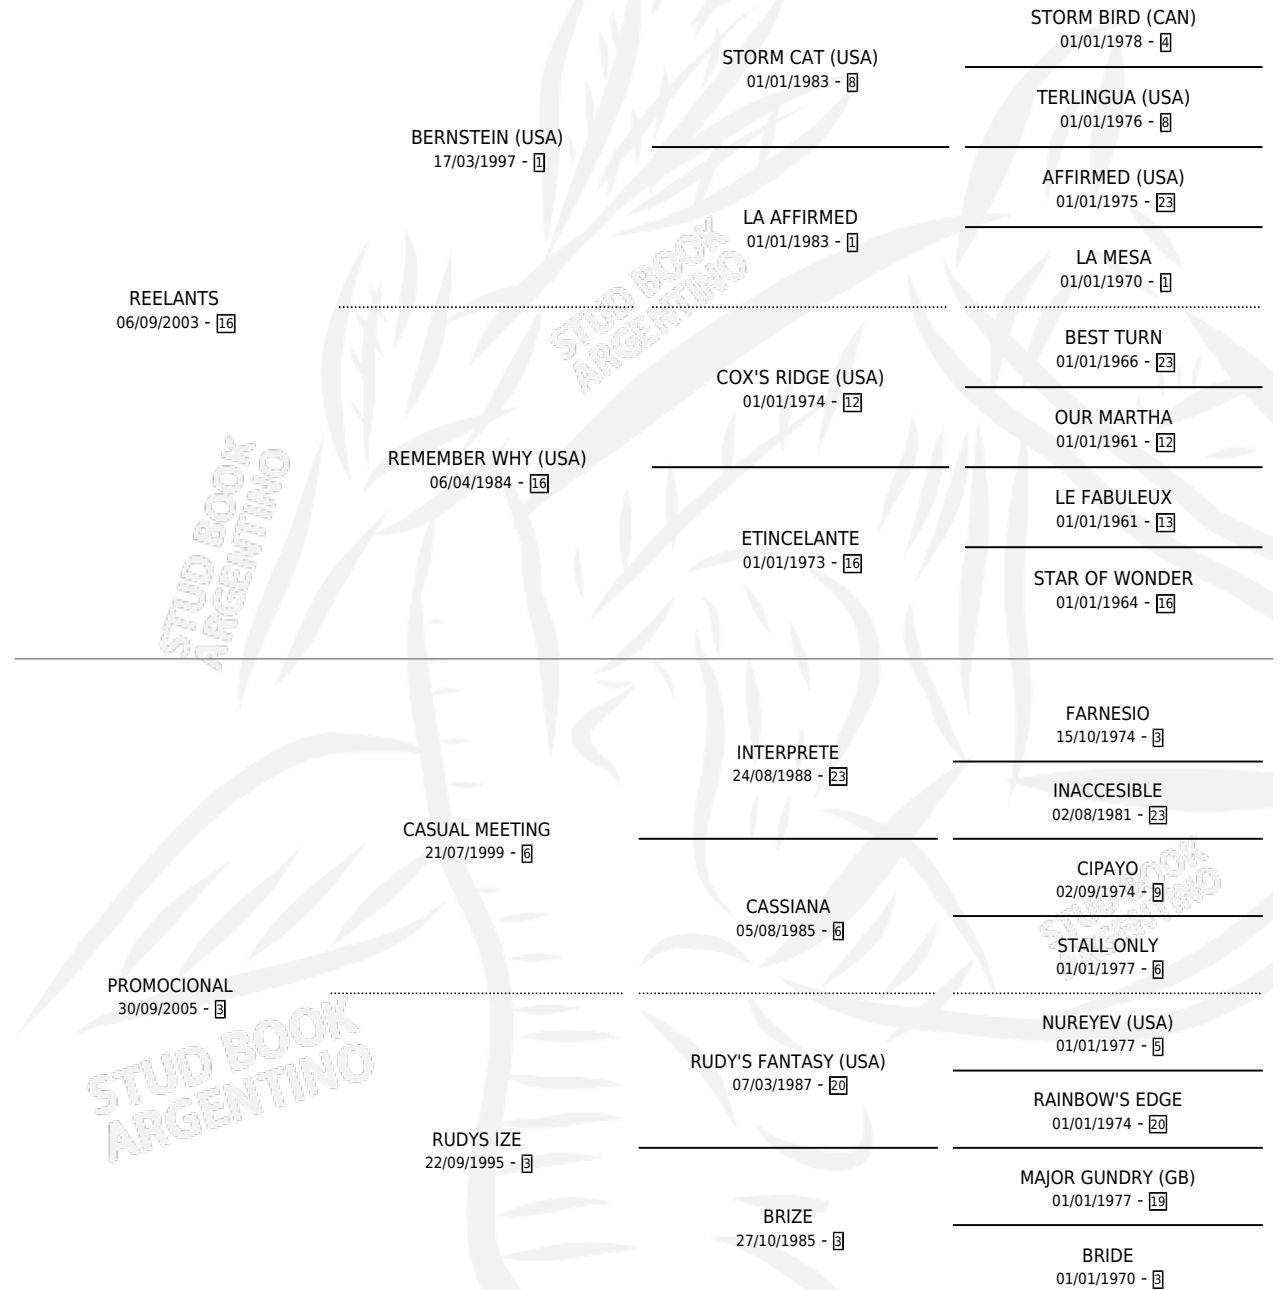 STORM BIRD (CAN)
01/01/1978 - 4
STORM CAT (USA)
01/01/1983 - 8
TERLINGUA (USA)
01/01/1976 - 8
BERNSTEIN (USA)
17/03/1997 - 1
AFFIRMED (USA)
01/01/1975 - 23
LA AFFIRMED
01/01/1983 - 1
LA MESA
01/01/1970 - 1
REELANTS
06/09/2003 - 16
STUD BOOK
ARGENTINO
BEST TURN
01/01/1966 - 23
COX'S RIDGE (USA)
01/01/1974 - 12
OUR MARTHA
01/01/1961 - 12
REMEMBER WHY (USA)
06/04/1984 - 16
LE FABULEUX
01/01/1961 - 13
ETINCELANTE
01/01/1973 - 16
STAR OF WONDER
01/01/1964 - 16
STUD BOOK
ARGENTINO
FARNESIO
15/10/1974 - 3
INTERPRETE
24/08/1988 - 23
INACCESIBLE
02/08/1981 - 23
CASUAL MEETING
21/07/1999 - 6
CIPAYO
02/09/1974 - 9
CASSIANA
05/08/1985 - 6
STALL ONLY
01/01/1977 - 6
STUD BOOK
ARGENTINO
PROMOCIONAL
30/09/2005 - 3
STUD BOOK
ARGENTINO
NUREYEV (USA)
01/01/1977 - 5
RUDY'S FANTASY (USA)
07/03/1987 - 20
RAINBOW'S EDGE
01/01/1974 - 20
RUDYS IZE
22/09/1995 - 3
MAJOR GUNDRY (GB)
01/01/1977 - 19
BRIZE
27/10/1985 - 3
BRIDE
01/01/1970 - 3